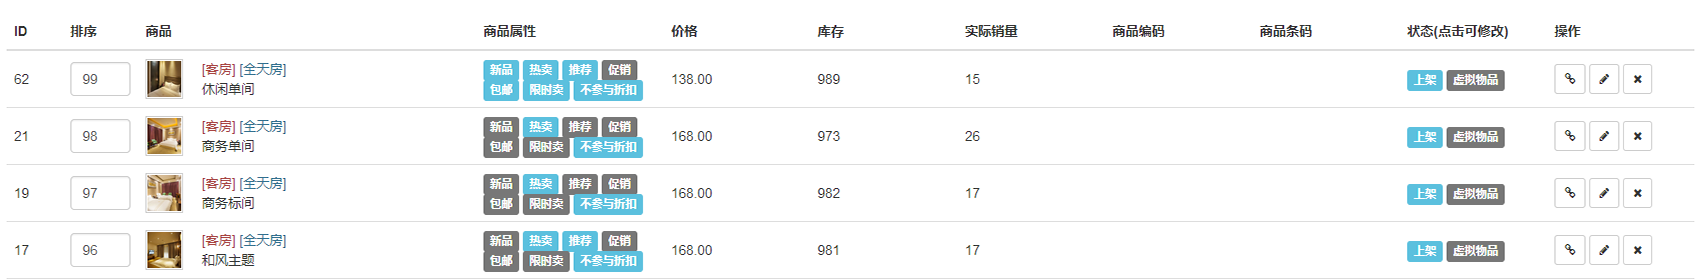 ID 排序 商品 商品属性 价格 库存 实际销量 商品编码 商品条码 状态(点击可修改) 操作
62 99 [客房] [全天房] 休闲单间 新品 热卖 推荐 促销 包邮 限时卖 不参与折扣 138.00 989 15 上架 虚拟物品
21 98 [客房] [全天房] 商务单间 新品 热卖 推荐 促销 包邮 限时卖 不参与折扣 168.00 973 26 上架 虚拟物品
19 97 [客房] [全天房] 商务标间 新品 热卖 推荐 促销 包邮 限时卖 不参与折扣 168.00 982 17 上架 虚拟物品
17 96 [客房] [全天房] 和风主题 新品 热卖 推荐 促销 包邮 限时卖 不参与折扣 168.00 981 17 上架 虚拟物品